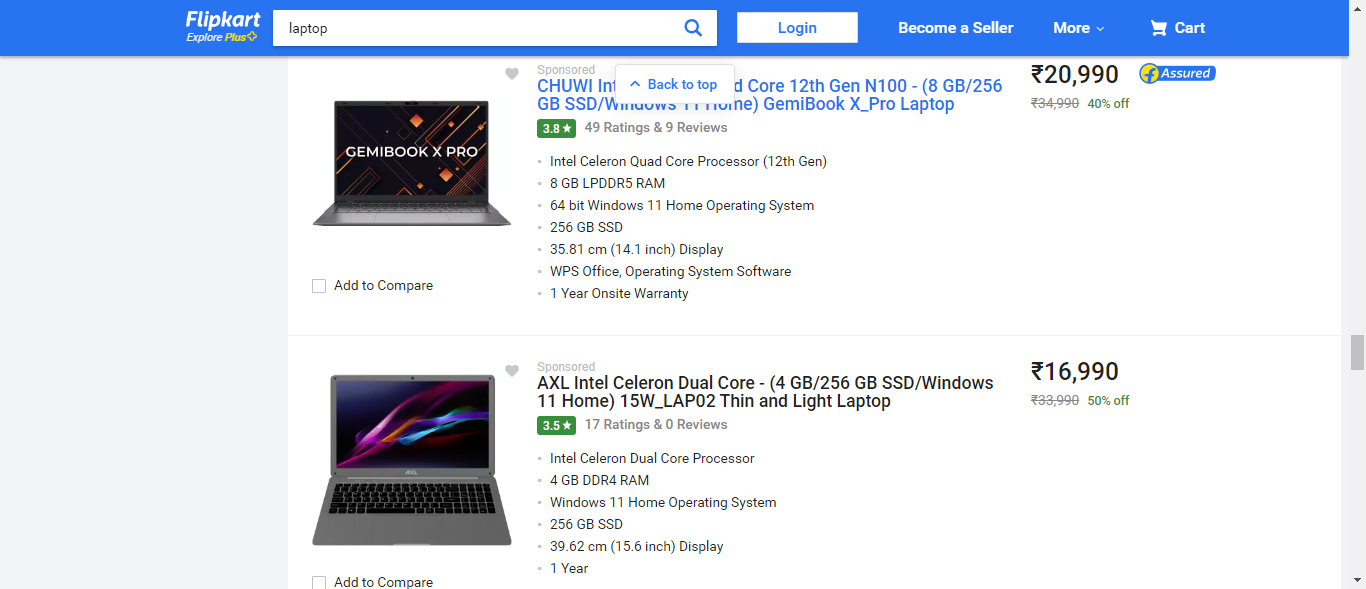 Flipkart
Explore Plus
laptop
Login
Become a Seller
More
Cart
Sponsored
Back to top
CHUWI Int d Core 12th Gen N100 - (8 GB/256
GB SSD/Windows 11 Home) GemiBook X_Pro Laptop
3.8 ★ 49 Ratings & 9 Reviews
• Intel Celeron Quad Core Processor (12th Gen)
• 8 GB LPDDR5 RAM
• 64 bit Windows 11 Home Operating System
• 256 GB SSD
• 35.81 cm (14.1 inch) Display
• WPS Office, Operating System Software
• 1 Year Onsite Warranty
₹20,990
Assured
₹34,990 40% off
GEMIBOOK X PRO
Add to Compare
Sponsored
AXL Intel Celeron Dual Core - (4 GB/256 GB SSD/Windows
11 Home) 15W_LAP02 Thin and Light Laptop
3.5 ★ 17 Ratings & 0 Reviews
• Intel Celeron Dual Core Processor
• 4 GB DDR4 RAM
• Windows 11 Home Operating System
• 256 GB SSD
• 39.62 cm (15.6 inch) Display
• 1 Year
₹16,990
₹33,990 50% off
AXL
Add to Compare